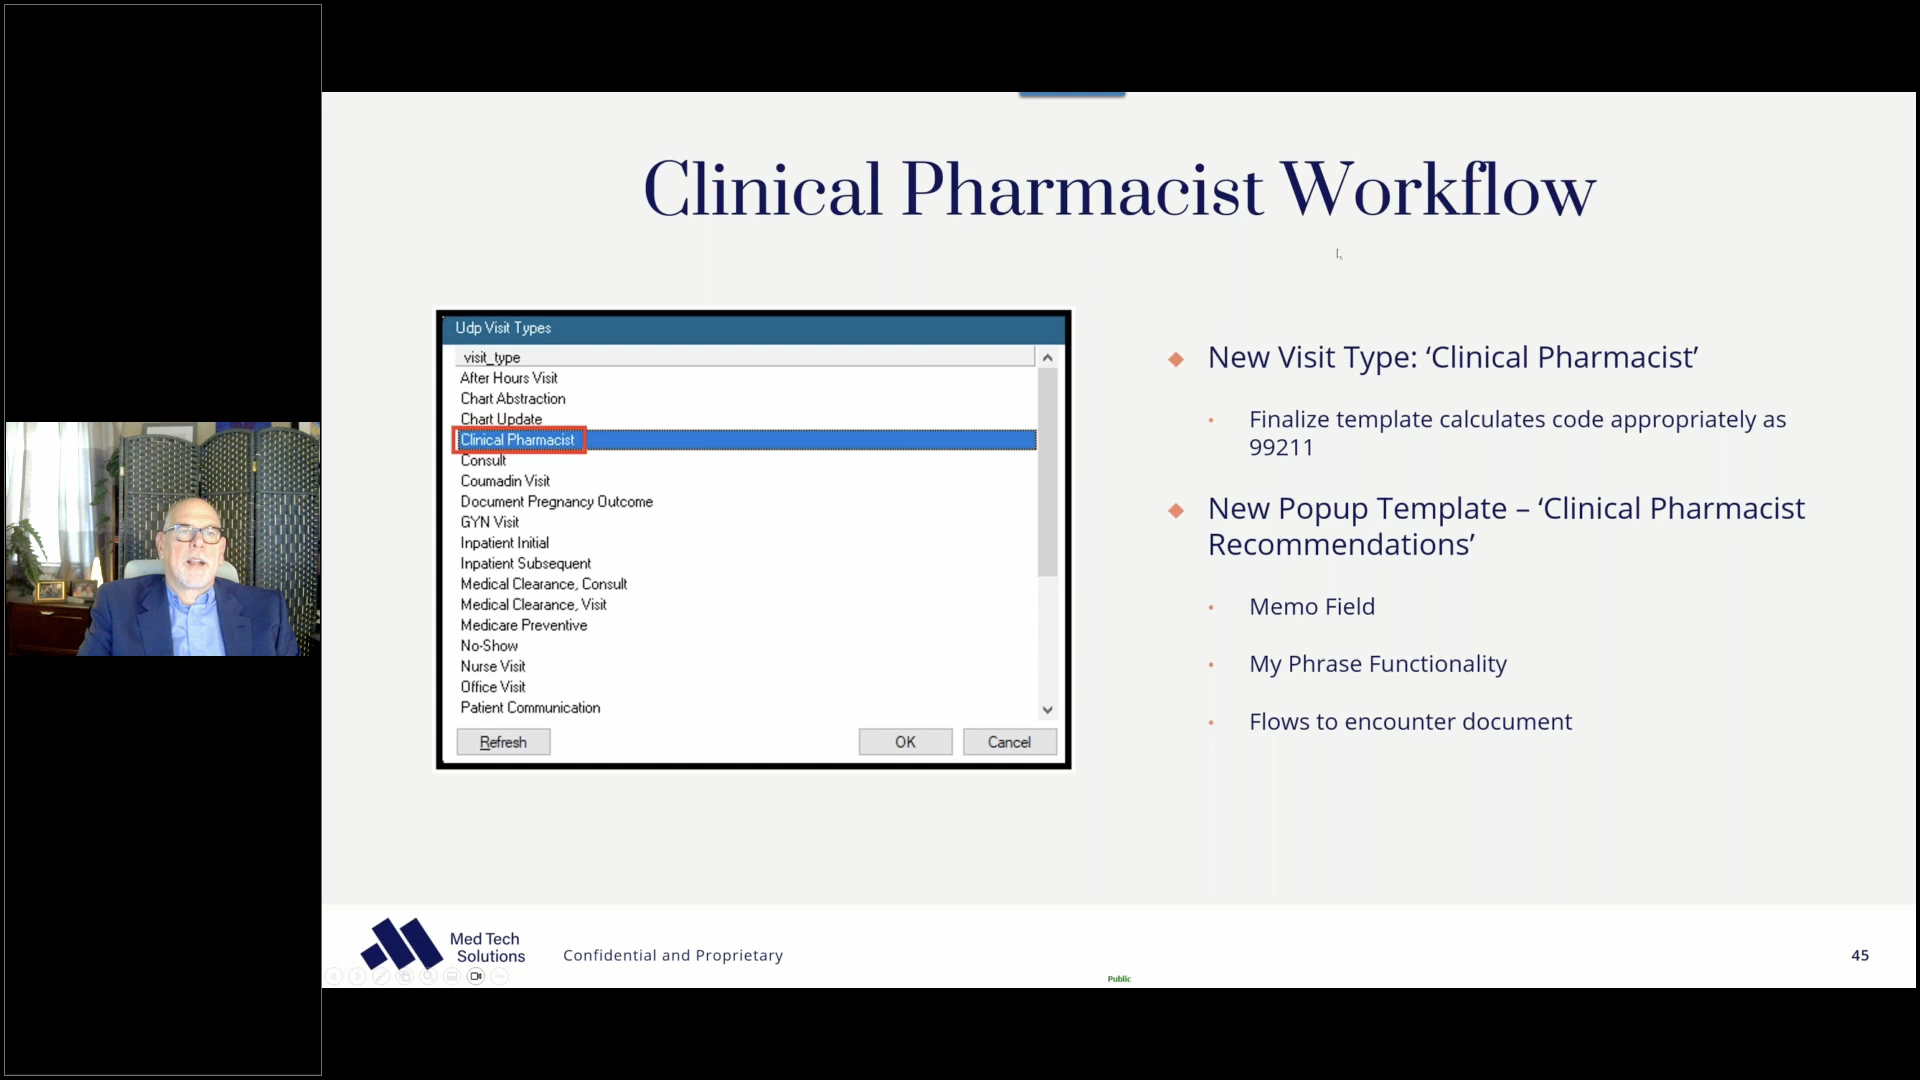 Clinical Pharmacist Workflow
Udp Visit Types
visit_type
After Hours Visit
Chart Abstraction
Chart Update
Clinical Pharmacist
Consult
Coumadin Visit
Document Pregnancy Outcome
GYN Visit
Inpatient Initial
Inpatient Subsequent
Medical Clearance, Consult
Medical Clearance, Visit
Medicare Preventive
No-Show
Nurse Visit
Office Visit
Patient Communication
Refresh
OK
Cancel
New Visit Type: ‘Clinical Pharmacist’
Finalize template calculates code appropriately as
99211
New Popup Template – ‘Clinical Pharmacist
Recommendations’
Memo Field
My Phrase Functionality
Flows to encounter document
Med Tech
Solutions
Confidential and Proprietary
45
Public